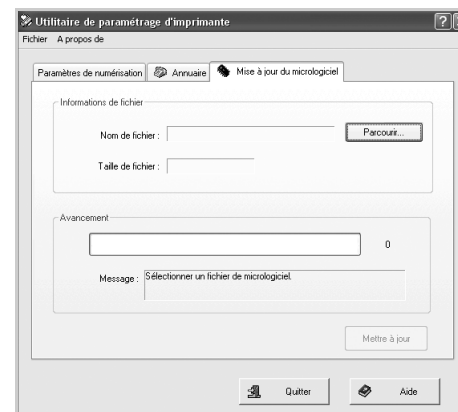 Utilitaire de paramétrage d'imprimante
Fichier A propos de
Paramètres de numérisation Annuaire Mise à jour du micrologiciel
Informations de fichier
Nom de fichier : Parcourir...
Taille de fichier :
Avancement
0
Message : Sélectionner un fichier de micrologiciel.
Mettre à jour
Quitter Aide